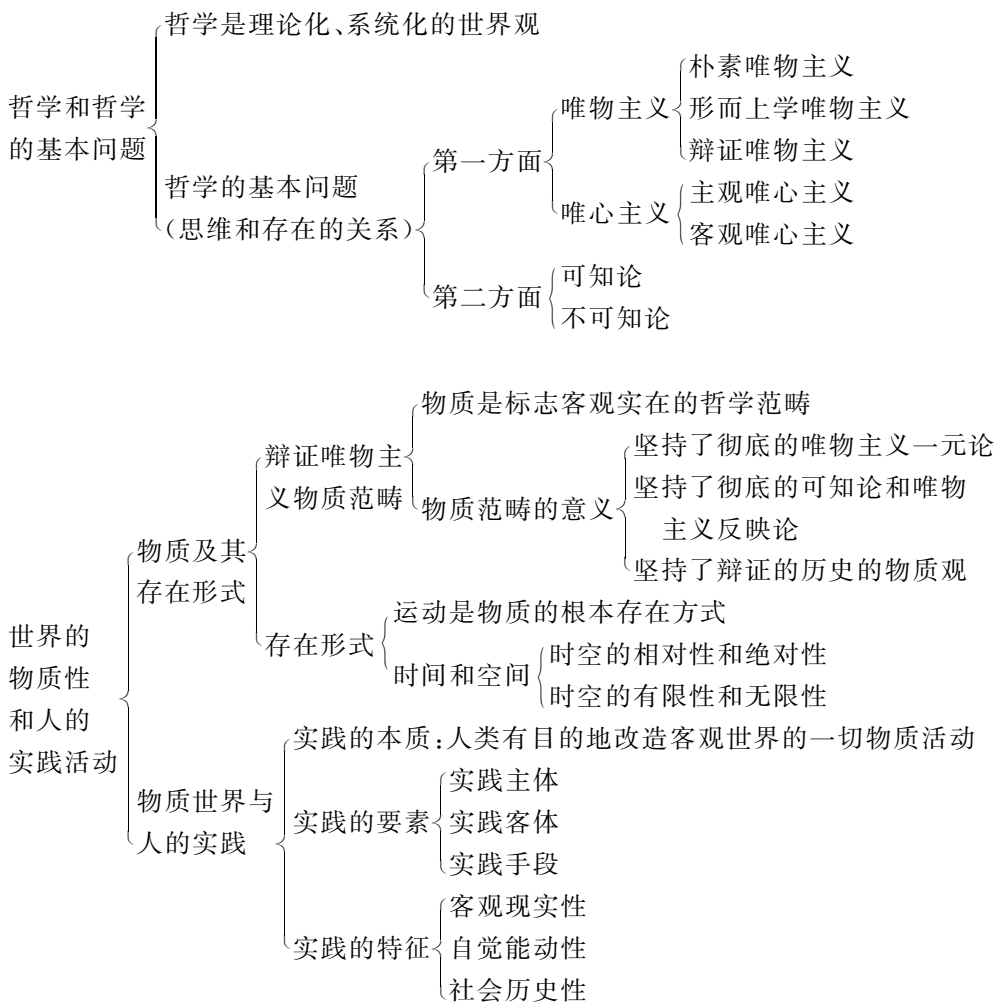 哲学是理论化、系统化的世界观
哲学和哲学
的基本问题
哲学的基本问题
(思维和存在的关系)
第一方面
唯物主义
朴素唯物主义
形而上学唯物主义
辩证唯物主义
唯心主义
主观唯心主义
客观唯心主义
第二方面
可知论
不可知论
世界的
物质性
和人的
实践活动
物质及其
存在形式
辩证唯物主
义物质范畴
物质是标志客观实在的哲学范畴
物质范畴的意义
坚持了彻底的唯物主义一元论
坚持了彻底的可知论和唯物
主义反映论
坚持了辩证的历史的物质观
存在形式
运动是物质的根本存在方式
时间和空间
时空的相对性和绝对性
时空的有限性和无限性
物质世界与
人的实践
实践的本质:人类有目的地改造客观世界的一切物质活动
实践的要素
实践主体
实践客体
实践手段
实践的特征
客观现实性
自觉能动性
社会历史性